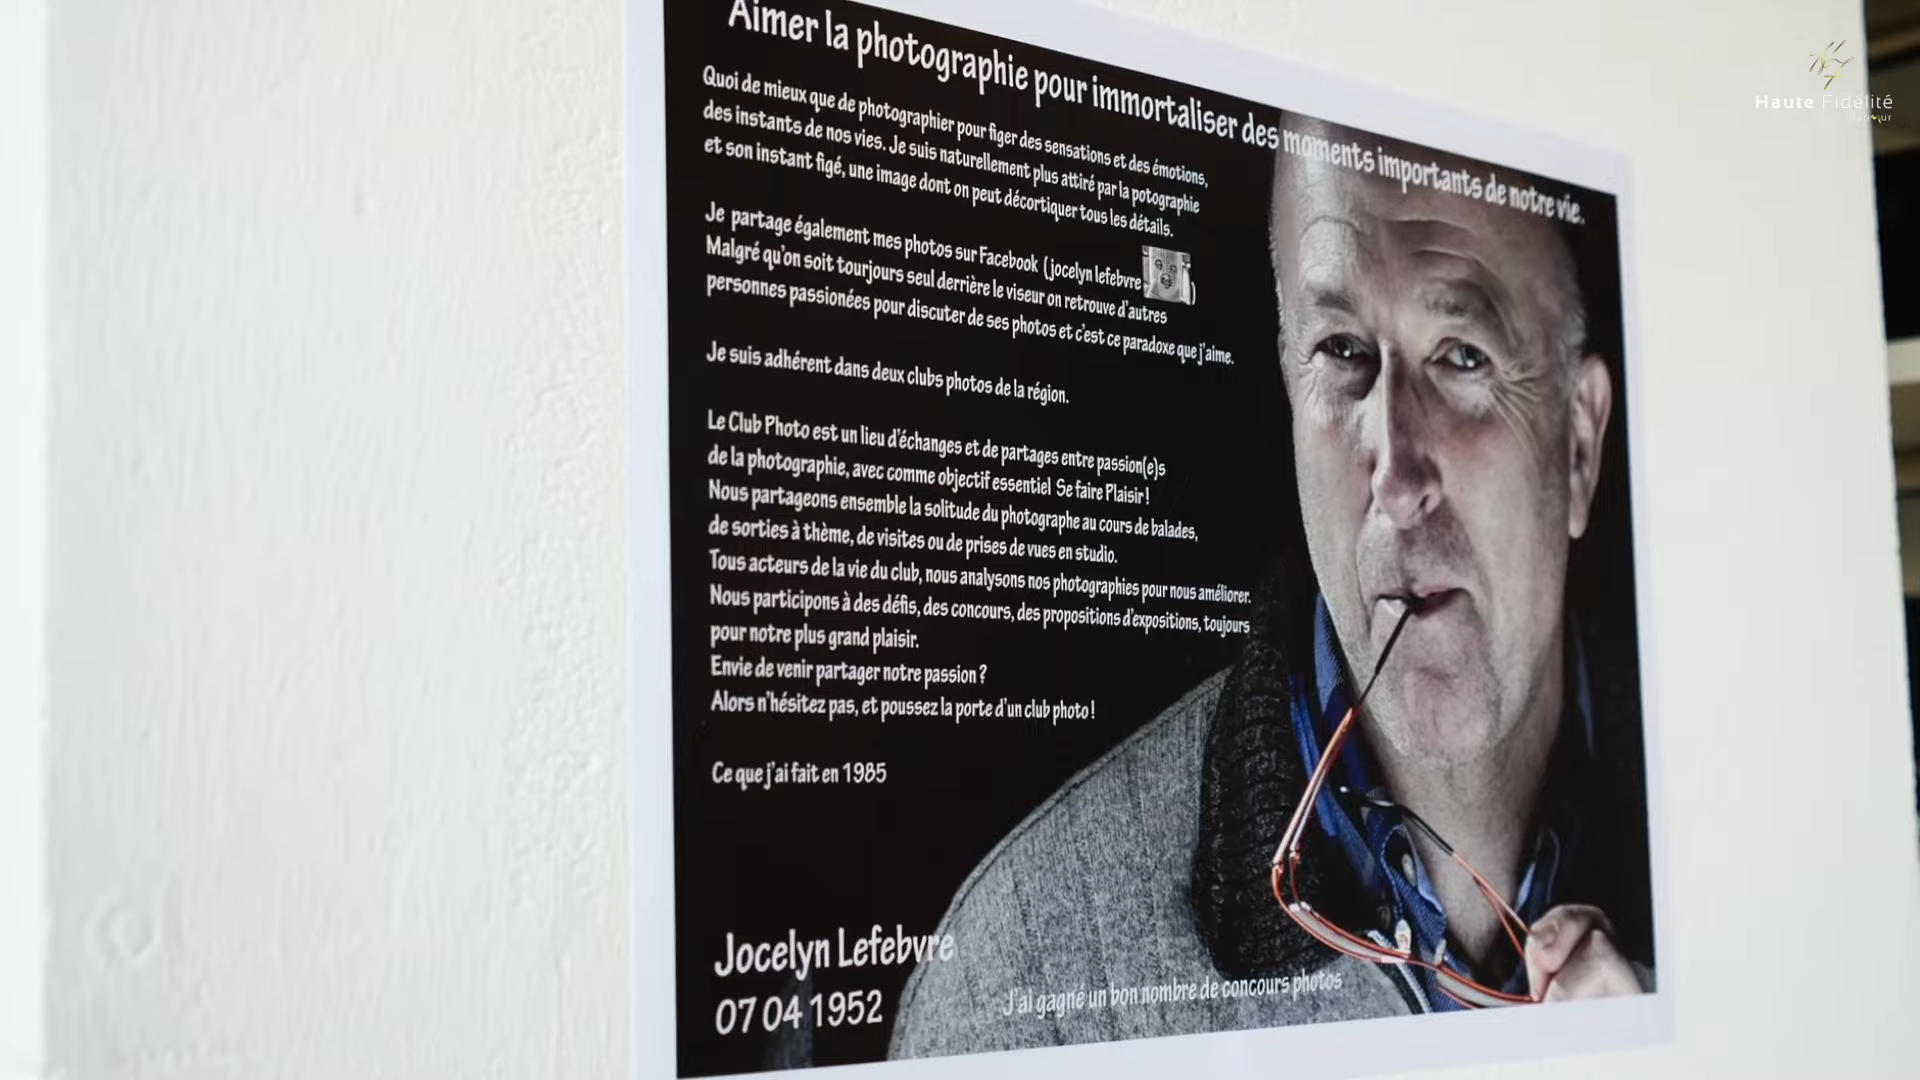 Aimer la photographie pour immortaliser des moments importants de notre vie.
Quoi de mieux que de photographier pour figer des sensations et des émotions,
des instants de nos vies. Je suis naturellement plus attiré par la potographie
et son instant figé, une image dont on peut décortiquer tous les détails.
Je partage également mes photos sur Facebook (jocelyn lefebvre )
Malgré qu'on soit tourjours seul derrière le viseur on retrouve d'autres
personnes passionées pour discuter de ses photos et c'est ce paradoxe que j'aime.
Je suis adhérent dans deux clubs photos de la région.
Le Club Photo est un lieu d'échanges et de partages entre passion(e)s
de la photographie, avec comme objectif essentiel Se faire Plaisir !
Nous partageons ensemble la solitude du photographe au cours de balades,
de sorties à thème, de visites ou de prises de vues en studio.
Tous acteurs de la vie du club, nous analysons nos photographies pour nous améliorer.
Nous participons à des défis, des concours, des propositions d'expositions, toujours
pour notre plus grand plaisir.
Envie de venir partager notre passion ?
Alors n'hésitez pas, et poussez la porte d'un club photo !
Ce que j'ai fait en 1985
Jocelyn Lefebvre
07 04 1952
J'ai gagné un bon nombre de concours photos
Haute Fidélité